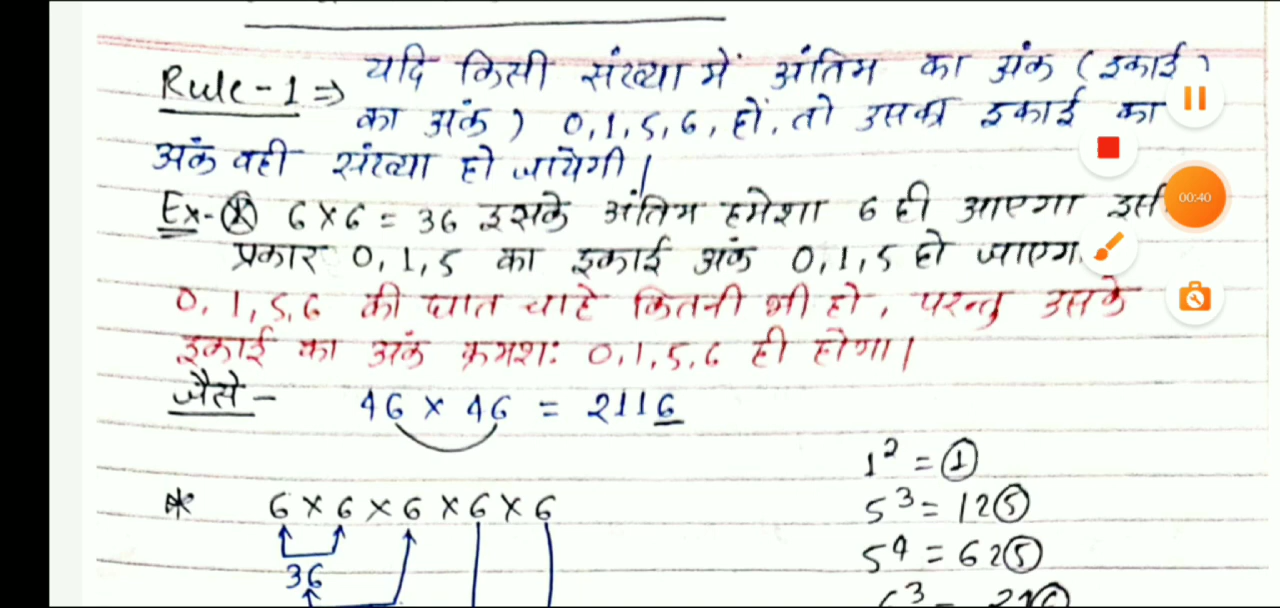 Rule-1 ⇒ यदि किसी संख्या में अंतिम का अंक (इकाई
का अंक) 0,1,5,6, हों, तो उसका इकाई का
अंक वही संख्या हो जायेगी।
Ex- 6×6 = 36 इसके अंतिम हमेशा 6 ही आएगा इसी
प्रकार 0,1,5 का इकाई अंक 0,1,5 हो
0,1,5,6 की घात चाहे कितनी भी हो, परन्तु उसके
इकाई का अंक क्रमशः 0,1,5,6 ही होगा।
जैसे- 46 × 46 = 2116
1² = 1
* 6×6×6×6×6
5³ = 125
5⁴ = 625
36
00:40